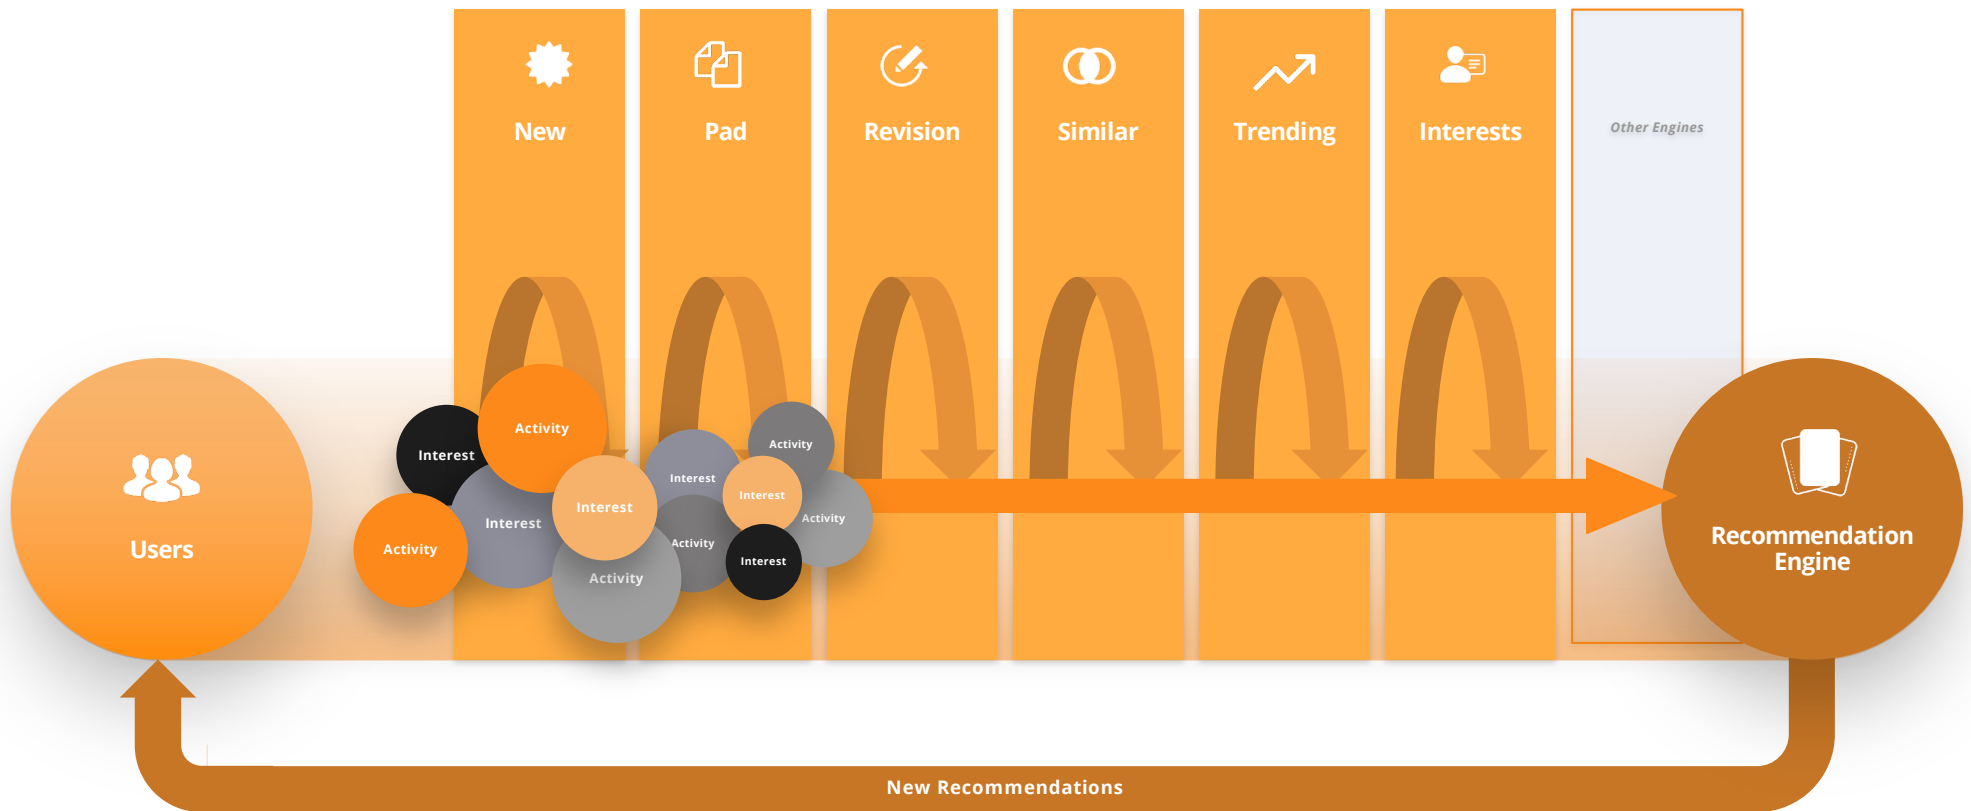 New
Pad
Revision
Similar
Trending
Interests
Other Engines
Activity
Activity
Interest
Interest
Interest
Interest
Interest
Activity
Activity
Activity
Users
Activity
Interest
Recommendation
Engine
New Recommendations